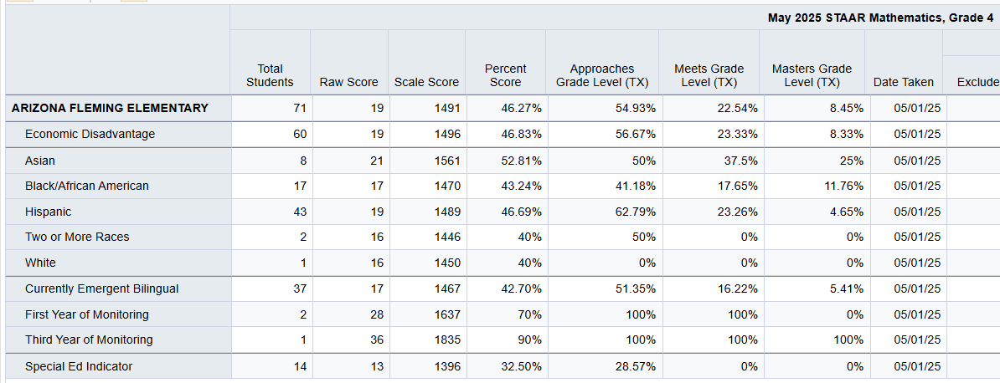 May 2025 STAAR Mathematics, Grade 4
Total Students Raw Score Scale Score Percent Score Approaches Grade Level (TX) Meets Grade Level (TX) Masters Grade Level (TX) Date Taken Exclude
ARIZONA FLEMING ELEMENTARY 71 19 1491 46.27% 54.93% 22.54% 8.45% 05/01/25
Economic Disadvantage 60 19 1496 46.83% 56.67% 23.33% 8.33% 05/01/25
Asian 8 21 1561 52.81% 50% 37.5% 25% 05/01/25
Black/African American 17 17 1470 43.24% 41.18% 17.65% 11.76% 05/01/25
Hispanic 43 19 1489 46.69% 62.79% 23.26% 4.65% 05/01/25
Two or More Races 2 16 1446 40% 50% 0% 0% 05/01/25
White 1 16 1450 40% 0% 0% 0% 05/01/25
Currently Emergent Bilingual 37 17 1467 42.70% 51.35% 16.22% 5.41% 05/01/25
First Year of Monitoring 2 28 1637 70% 100% 100% 0% 05/01/25
Third Year of Monitoring 1 36 1835 90% 100% 100% 100% 05/01/25
Special Ed Indicator 14 13 1396 32.50% 28.57% 0% 0% 05/01/25